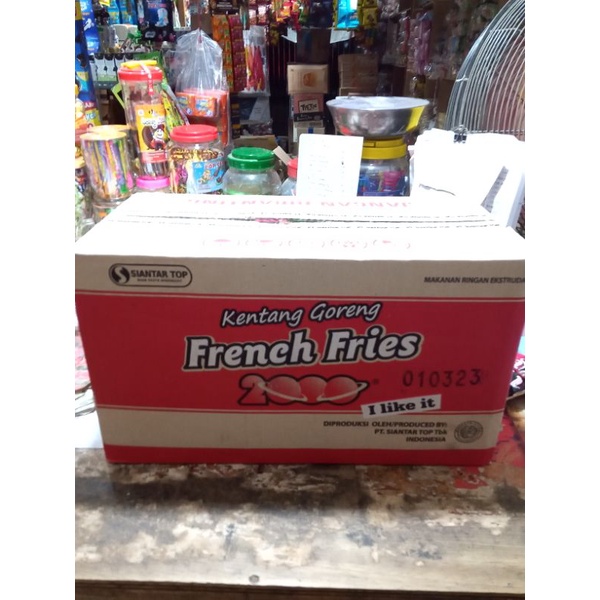 SIANTAR TOP
MAKANAN RINGAN EKSTRUDA
Kentang Goreng
French Fries
2000
010323
I like it
DIPRODUKSI OLEH/PRODUCED BY:
PT. SIANTAR TOP Tbk
INDONESIA